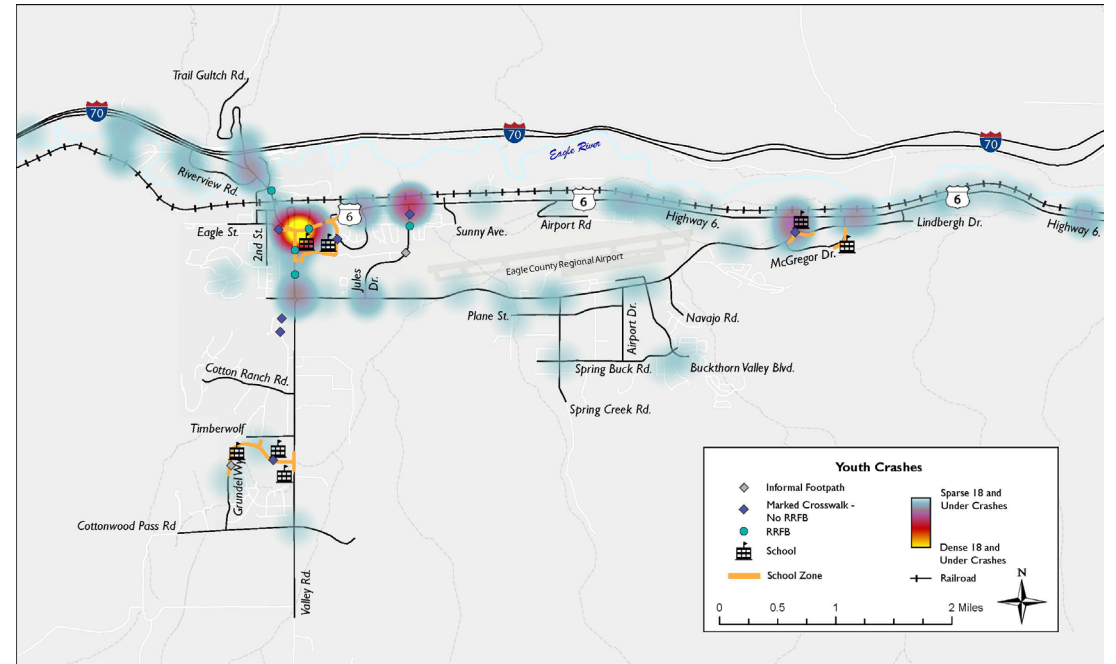 Trail Gultch Rd.
70
70
70
Eagle River
Riverview Rd.
6
6
6
Highway 6.
Lindbergh Dr.
Highway 6.
Eagle St.
2nd St.
Sunny Ave.
Airport Rd
McGregor Dr.
Eagle County Regional Airport
Jules
Dr.
Plane St.
Airport Dr.
Navajo Rd.
Cotton Ranch Rd.
Spring Buck Rd.
Buckthorn Valley Blvd.
Spring Creek Rd.
Timberwolf
Grundel Wy
Cottonwood Pass Rd
Valley Rd.
Youth Crashes
Informal Footpath
Marked Crosswalk -
No RRFB
RRFB
School
School Zone
Sparse 18 and
Under Crashes
Dense 18 and
Under Crashes
Railroad
N
0 0.5 1 2 Miles